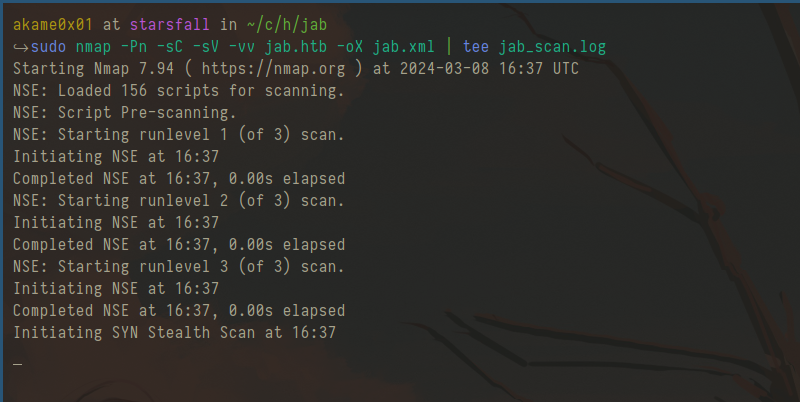 akame0x01 at starsfall in ~/c/h/jab
↪sudo nmap -Pn -sC -sV -vv jab.htb -oX jab.xml | tee jab_scan.log
Starting Nmap 7.94 ( https://nmap.org ) at 2024-03-08 16:37 UTC
NSE: Loaded 156 scripts for scanning.
NSE: Script Pre-scanning.
NSE: Starting runlevel 1 (of 3) scan.
Initiating NSE at 16:37
Completed NSE at 16:37, 0.00s elapsed
NSE: Starting runlevel 2 (of 3) scan.
Initiating NSE at 16:37
Completed NSE at 16:37, 0.00s elapsed
NSE: Starting runlevel 3 (of 3) scan.
Initiating NSE at 16:37
Completed NSE at 16:37, 0.00s elapsed
Initiating SYN Stealth Scan at 16:37
_